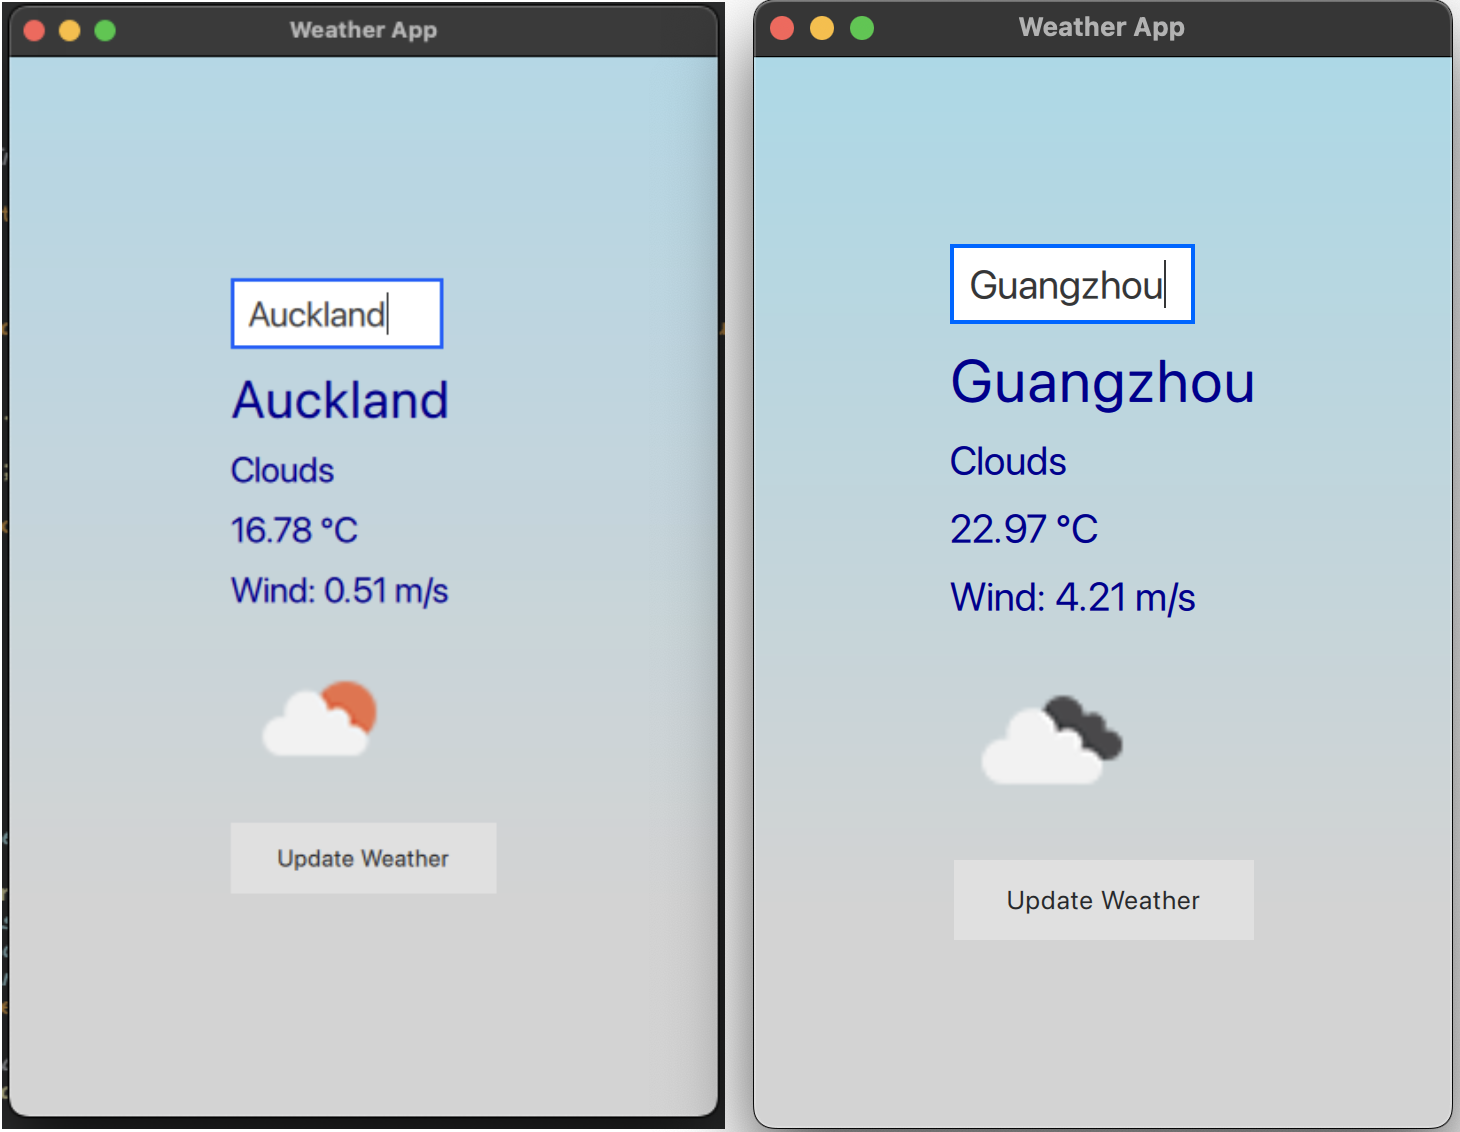 Weather App
Auckland
Auckland
Clouds
16.78 °C
Wind: 0.51 m/s
Update Weather
Weather App
Guangzhou
Guangzhou
Clouds
22.97 °C
Wind: 4.21 m/s
Update Weather